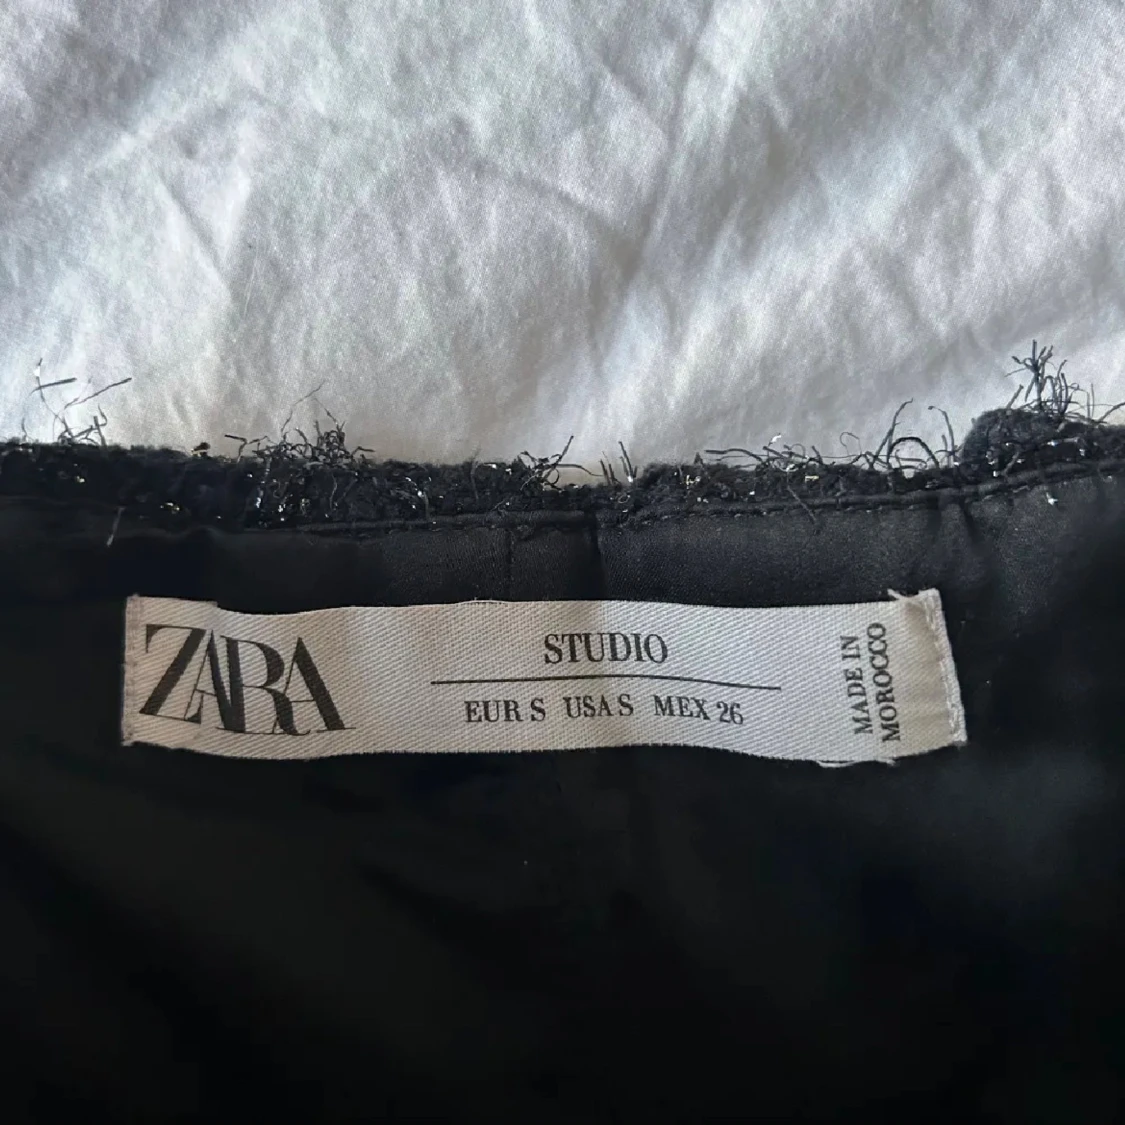 ZARA
STUDIO
EUR S USA S MEX 26
MADE IN
MOROCCO